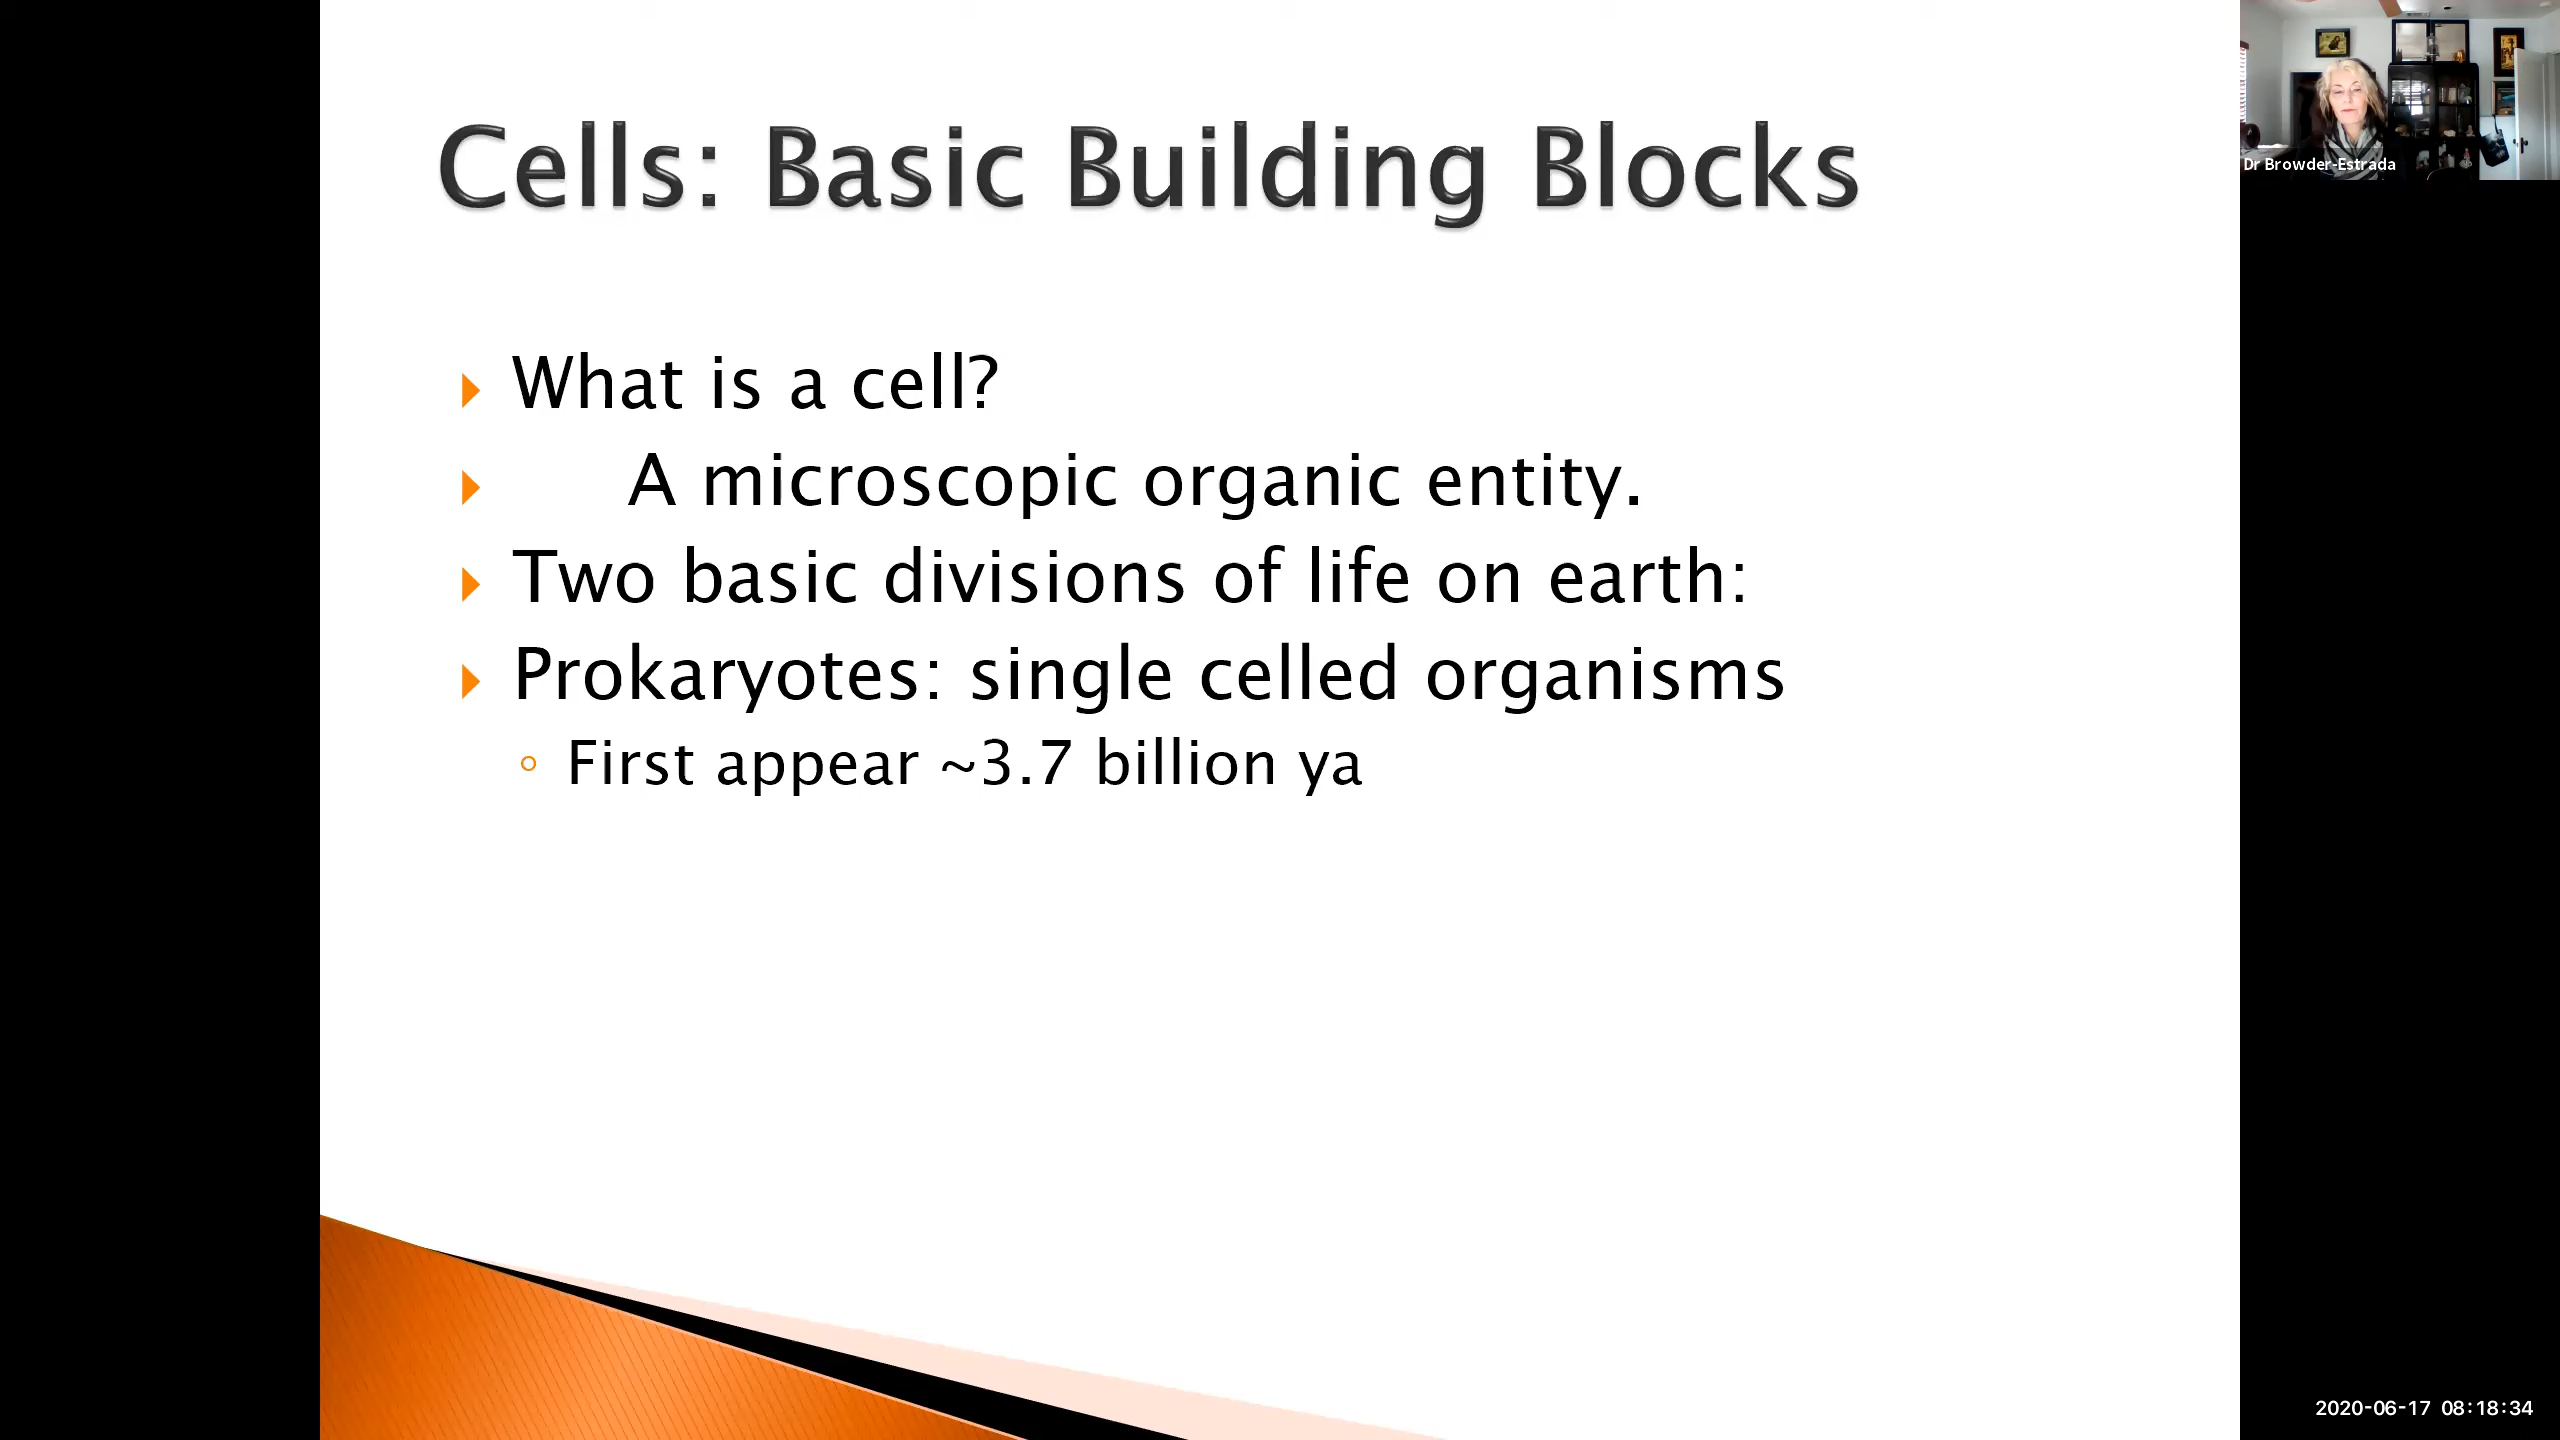 Cells: Basic Building Blocks
What is a cell?
A microscopic organic entity.
Two basic divisions of life on earth:
Prokaryotes: single celled organisms
First appear ~3.7 billion ya
Dr Browder-Estrada
2020-06-17 08:18:34